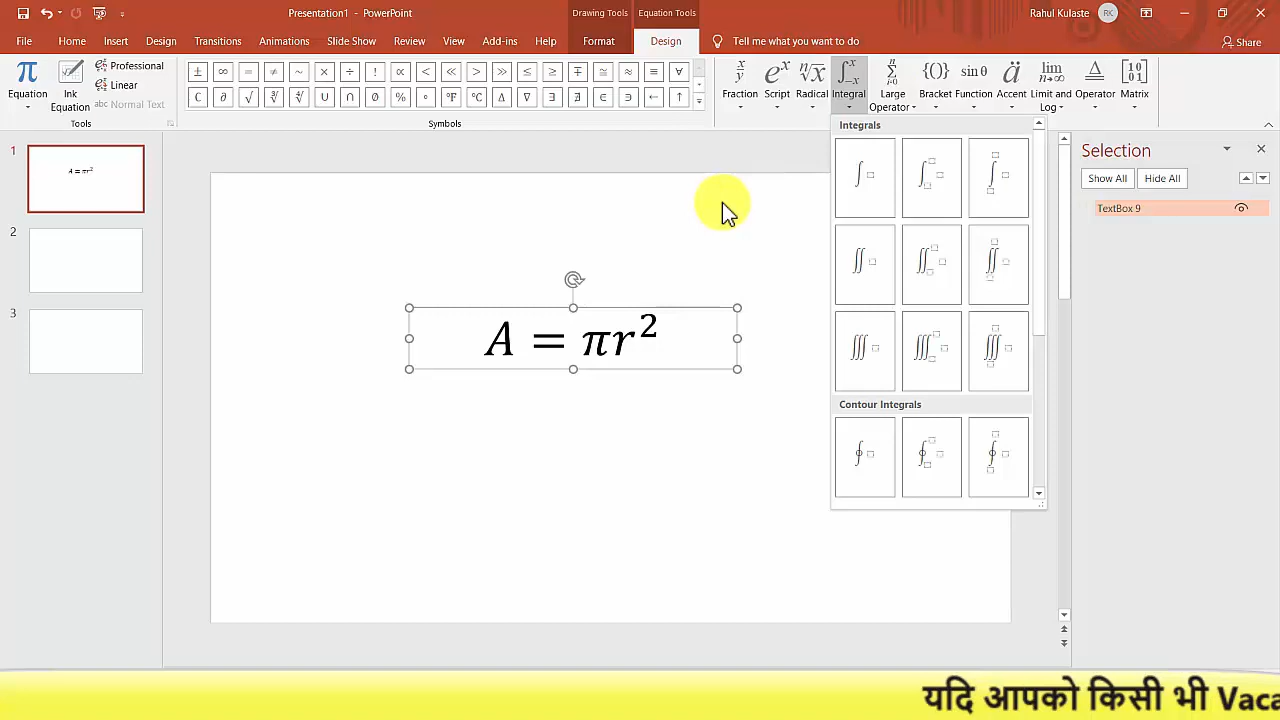 Presentation1 - PowerPoint
Drawing Tools
Equation Tools
Rahul Kulaste
RK
File
Home
Insert
Design
Transitions
Animations
Slide Show
Review
View
Add-ins
Help
Format
Design
Tell me what you want to do
Share
Equation
Ink
Equation
Professional
Linear
abc Normal Text
Tools
± ∞ = ≠ ~ × ÷ ! ∝ < ≪ > ≫ ≤ ≥ ∓ ≅ ≈ ≡ ∀
∁ ∂ √ ∛ ∜ ∪ ∩ ∅ % ° ℉ ℃ ∆ ∇ ∃ ∄ ∈ ∋ ← ↑
Symbols
Fraction
Script
Radical
Integral
Large
Operator
Bracket
Function
Accent
Limit and
Log
Operator
Matrix
Integrals
Contour Integrals
1
A = πr²
2
3
A = πr²
Selection
Show All
Hide All
TextBox 9
यदि आपको किसी भी Vaca